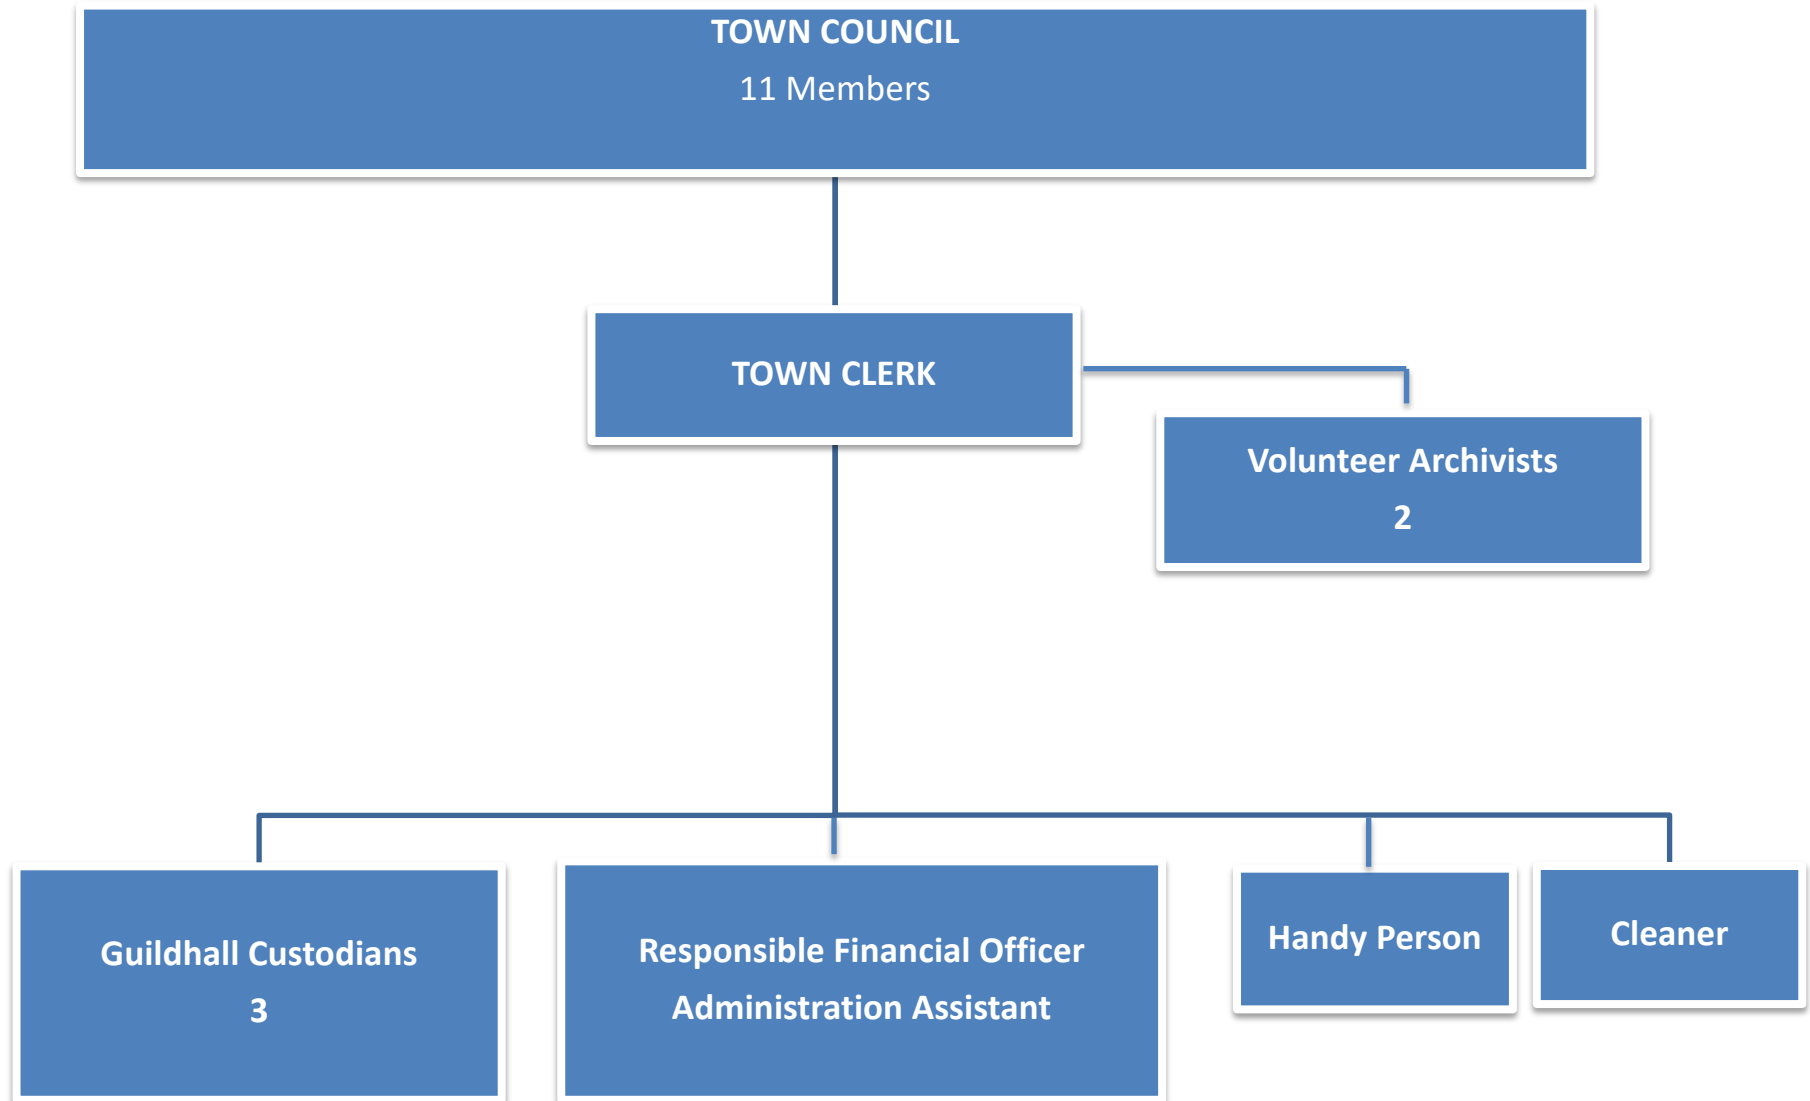 TOWN COUNCIL
11 Members
TOWN CLERK
Volunteer Archivists
2
Guildhall Custodians
3
Responsible Financial Officer
Administration Assistant
Handy Person
Cleaner